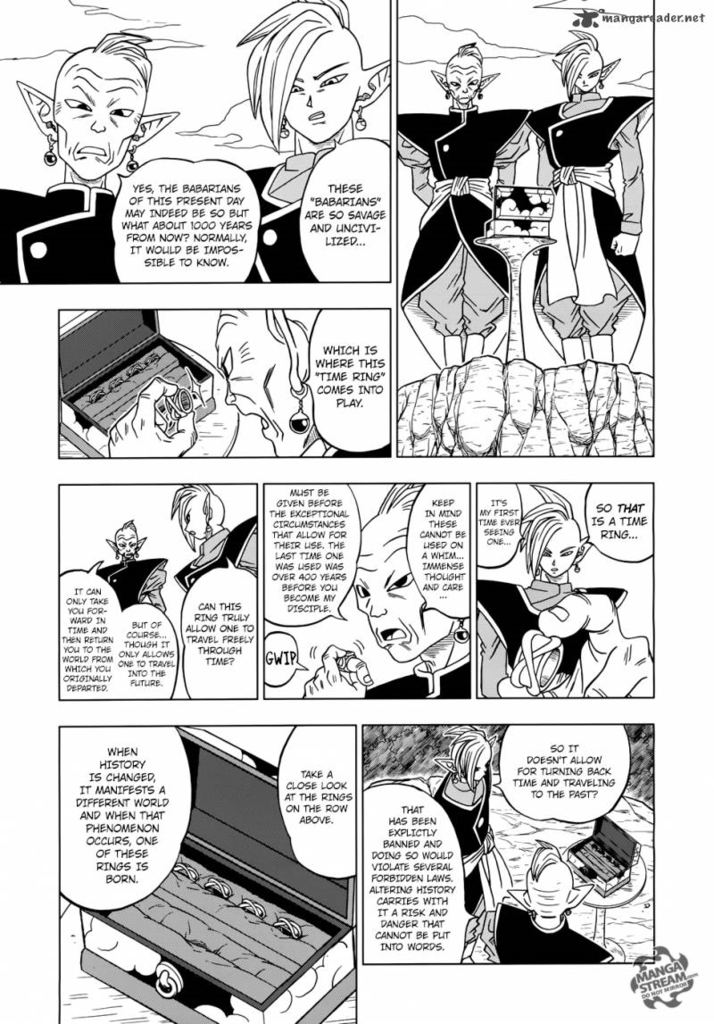 mangareader.net
THESE
"BABARIANS"
ARE SO SAVAGE
AND UNCIVI-
LIZED...
YES, THE BABARIANS
OF THIS PRESENT DAY
MAY INDEED BE SO BUT
WHAT ABOUT 1000 YEARS
FROM NOW? NORMALLY,
IT WOULD BE IMPOS-
SIBLE TO KNOW.
WHICH IS
WHERE THIS
"TIME RING"
COMES INTO
PLAY.
SO THAT
IS A TIME
RING...
IT'S
MY FIRST
TIME EVER
SEEING
ONE...
KEEP
IN MIND
THESE
CANNOT BE
USED ON
A WHIM...
IMMENSE
THOUGHT
AND CARE
...
MUST BE
GIVEN BEFORE
THE EXCEPTIONAL
CIRCUMSTANCES
THAT ALLOW FOR
THEIR USE. THE
LAST TIME ONE
WAS USED WAS
OVER 400 YEARS
BEFORE YOU
BECOME MY
DISCIPLE.
GWIP
CAN THIS
RING TRULY
ALLOW ONE TO
TRAVEL FREELY
THROUGH
TIME?
BUT OF
COURSE...
THOUGH IT
ONLY ALLOWS
ONE TO TRAVEL
INTO THE
FUTURE.
IT CAN
ONLY TAKE
YOU FOR-
WARD IN
TIME AND
THEN RETURN
YOU TO THE
WORLD FROM
WHICH YOU
ORIGINALLY
DEPARTED.
SO IT
DOESN'T ALLOW
FOR TURNING BACK
TIME AND TRAVELING
TO THE PAST?
THAT
HAS BEEN
EXPLICITLY
BANNED AND
DOING SO WOULD
VIOLATE SEVERAL
FORBIDDEN LAWS.
ALTERING HISTORY
CARRIES WITH
IT A RISK AND
DANGER THAT
CANNOT BE PUT
INTO WORDS.
TAKE A
CLOSE LOOK
AT THE RINGS
ON THE ROW
ABOVE.
WHEN
HISTORY
IS CHANGED,
IT MANIFESTS A
DIFFERENT WORLD
AND WHEN THAT
PHENOMENON
OCCURS, ONE
OF THESE
RINGS IS
BORN.
MANGA
STREAM.com
DO NOT MIRROR